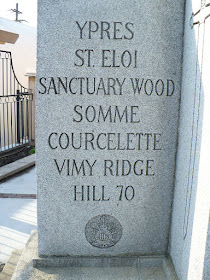 YPRES
ST. ELOI
SANCTUARY WOOD
SOMME
COURCELETTE
VIMY RIDGE
HILL 70